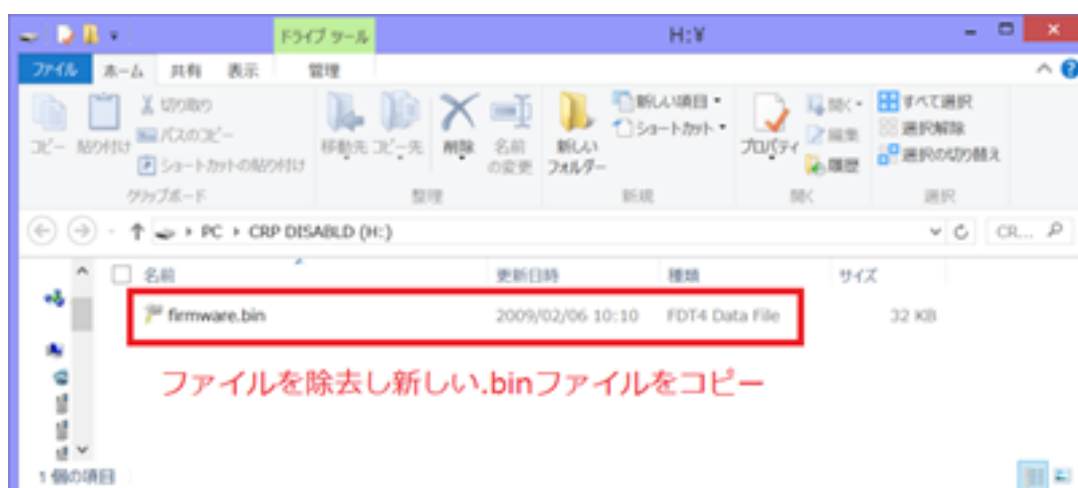 ドライブ ツール H:¥
ファイル ホーム 共有 表示 管理
コピー 貼り付け 切り取り パスのコピー ショートカットの貼り付け
移動先 コピー先 削除 名前の変更 新しいフォルダー
新しい項目 ショートカット プロパティ 開く 編集 履歴
すべて選択 選択解除 選択の切り替え
クリップボード 整理 新規 開く 選択
PC CRP DISABLD (H:) CR...
名前 更新日時 種類 サイズ
firmware.bin 2009/02/06 10:10 FDT4 Data File 32 KB
ファイルを除去し新しい.binファイルをコピー
1 個の項目